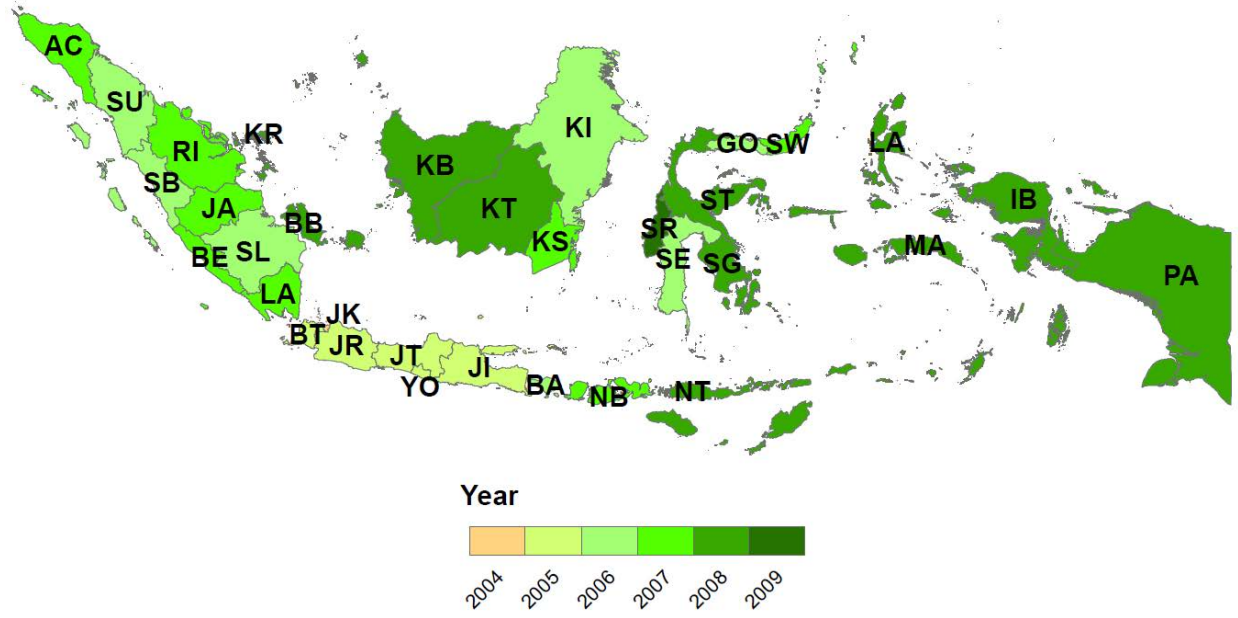 AC
SU
KR
KI
GO SW
LA
RI
KB
SB
KT
ST
IB
JA
BB
SR
KS
MA
BE
SL
SE
SG
PA
LA
JK
BT
JR
JT
JI
YO
BA
NB
NT
Year
2004
2005
2006
2007
2008
2009